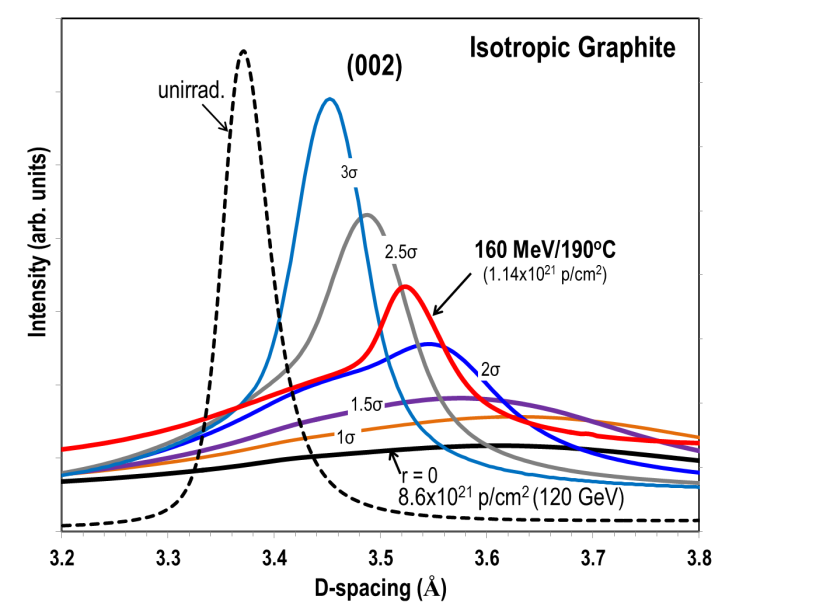 Isotropic Graphite
(002)
unirrad.
3σ
2.5σ
160 MeV/190°C
(1.14x10²¹ p/cm²)
2σ
1.5σ
1σ
r = 0
8.6x10²¹ p/cm² (120 GeV)
Intensity (arb. units)
3.2 3.3 3.4 3.5 3.6 3.7 3.8
D-spacing (Å)